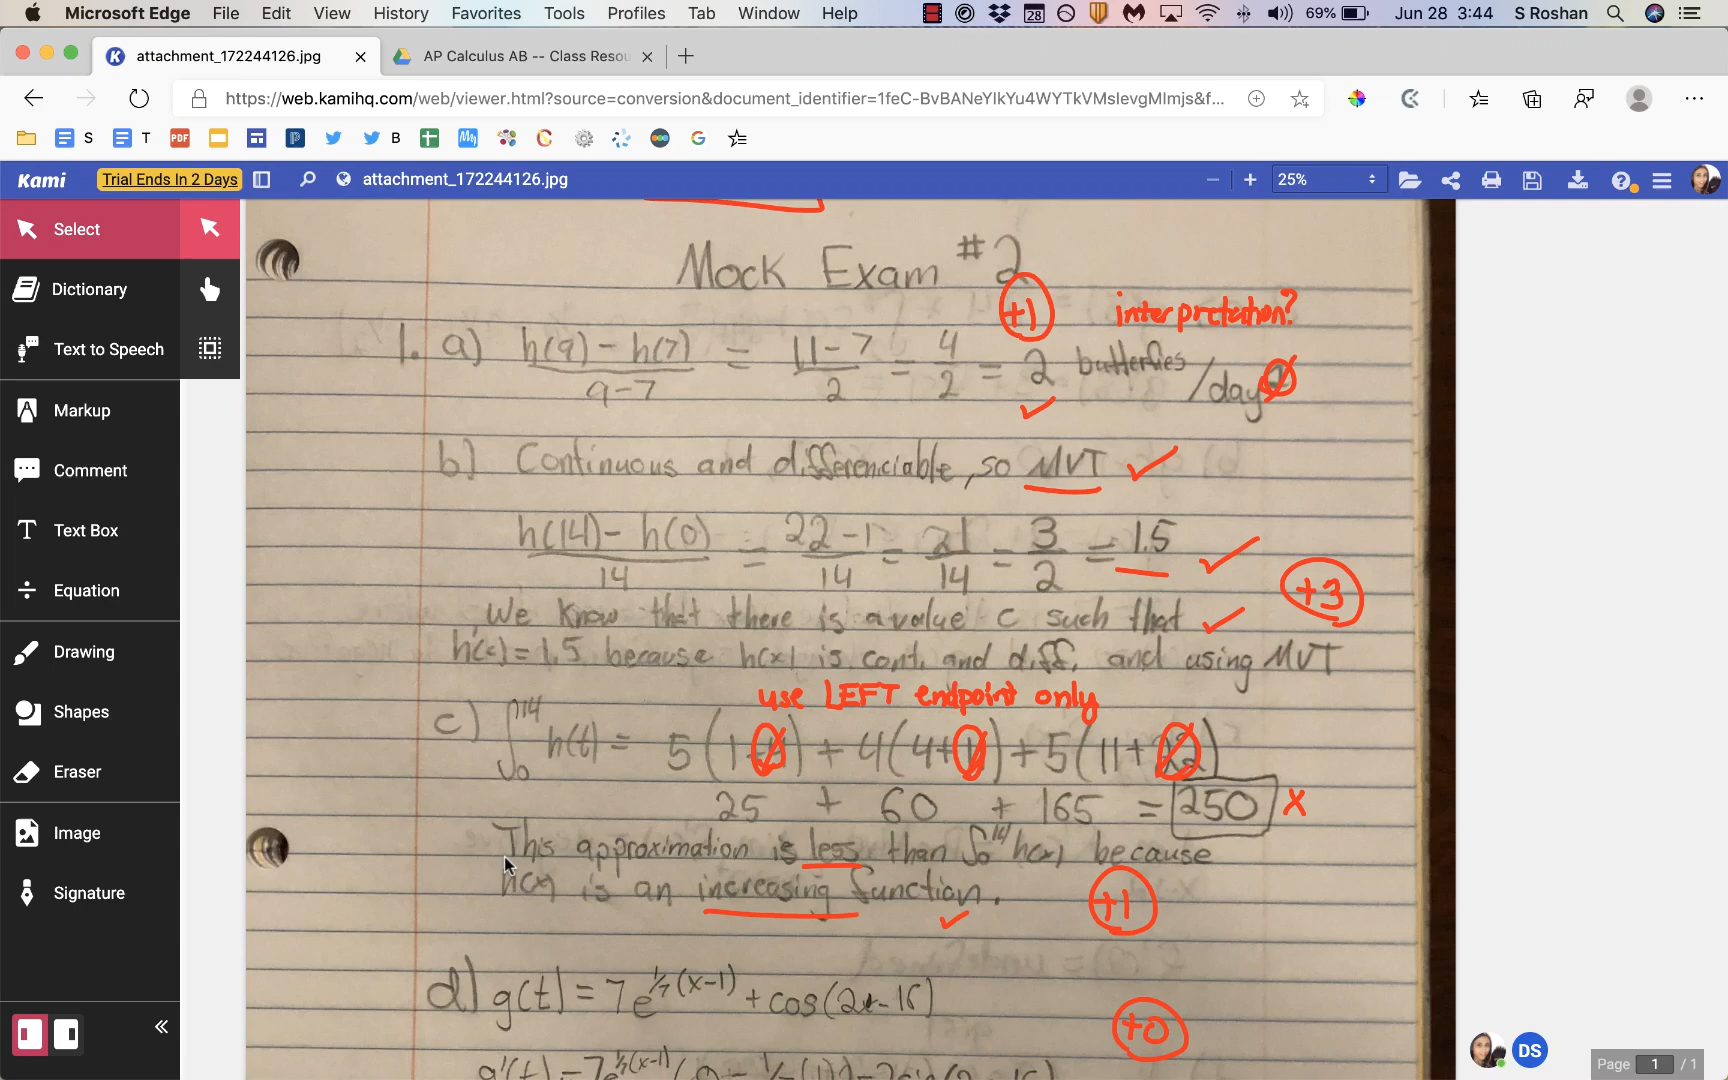 Microsoft Edge File Edit View History Favorites Tools Profiles Tab Window Help 28 69% Jun 28 3:44 S Roshan
attachment_172244126.jpg
AP Calculus AB -- Class Resou
https://web.kamihq.com/web/viewer.html?source=conversion&document_identifier=1feC-BvBANeYlkYu4WYTkVMslevgMlmjs&f...
S T PDF B G
Kami Trial Ends In 2 Days attachment_172244126.jpg 25%
Select
Dictionary
Text to Speech
Markup
Comment
Text Box
Equation
Drawing
Shapes
Eraser
Image
Signature
Mock Exam #2
+1 interpretation?
1. a) h(9) - h(7) / 9-7 = 11-7 / 2 = 4/2 = 2 butterflies/day
b) Continuous and differenciable, so MVT
h(14) - h(0) / 14 = 22-1 / 14 = 21/14 = 3/2 = 1.5
+3
We know that there is a value c such that
h'(c)=1.5 because h(x) is cont. and diff. and using MVT
use LEFT endpoint only
c) ∫₀¹⁴ h(t) = 5(1+4) + 4(4+11) + 5(11+22)
25 + 60 + 165 = 250 x
This approximation is less than ∫₀¹⁴ h(x) because
h(x) is an increasing function.
+1
d) g(t) = 7e^1/7(x-1) + cos(2x-16)
+0
DS
Page 1 / 1